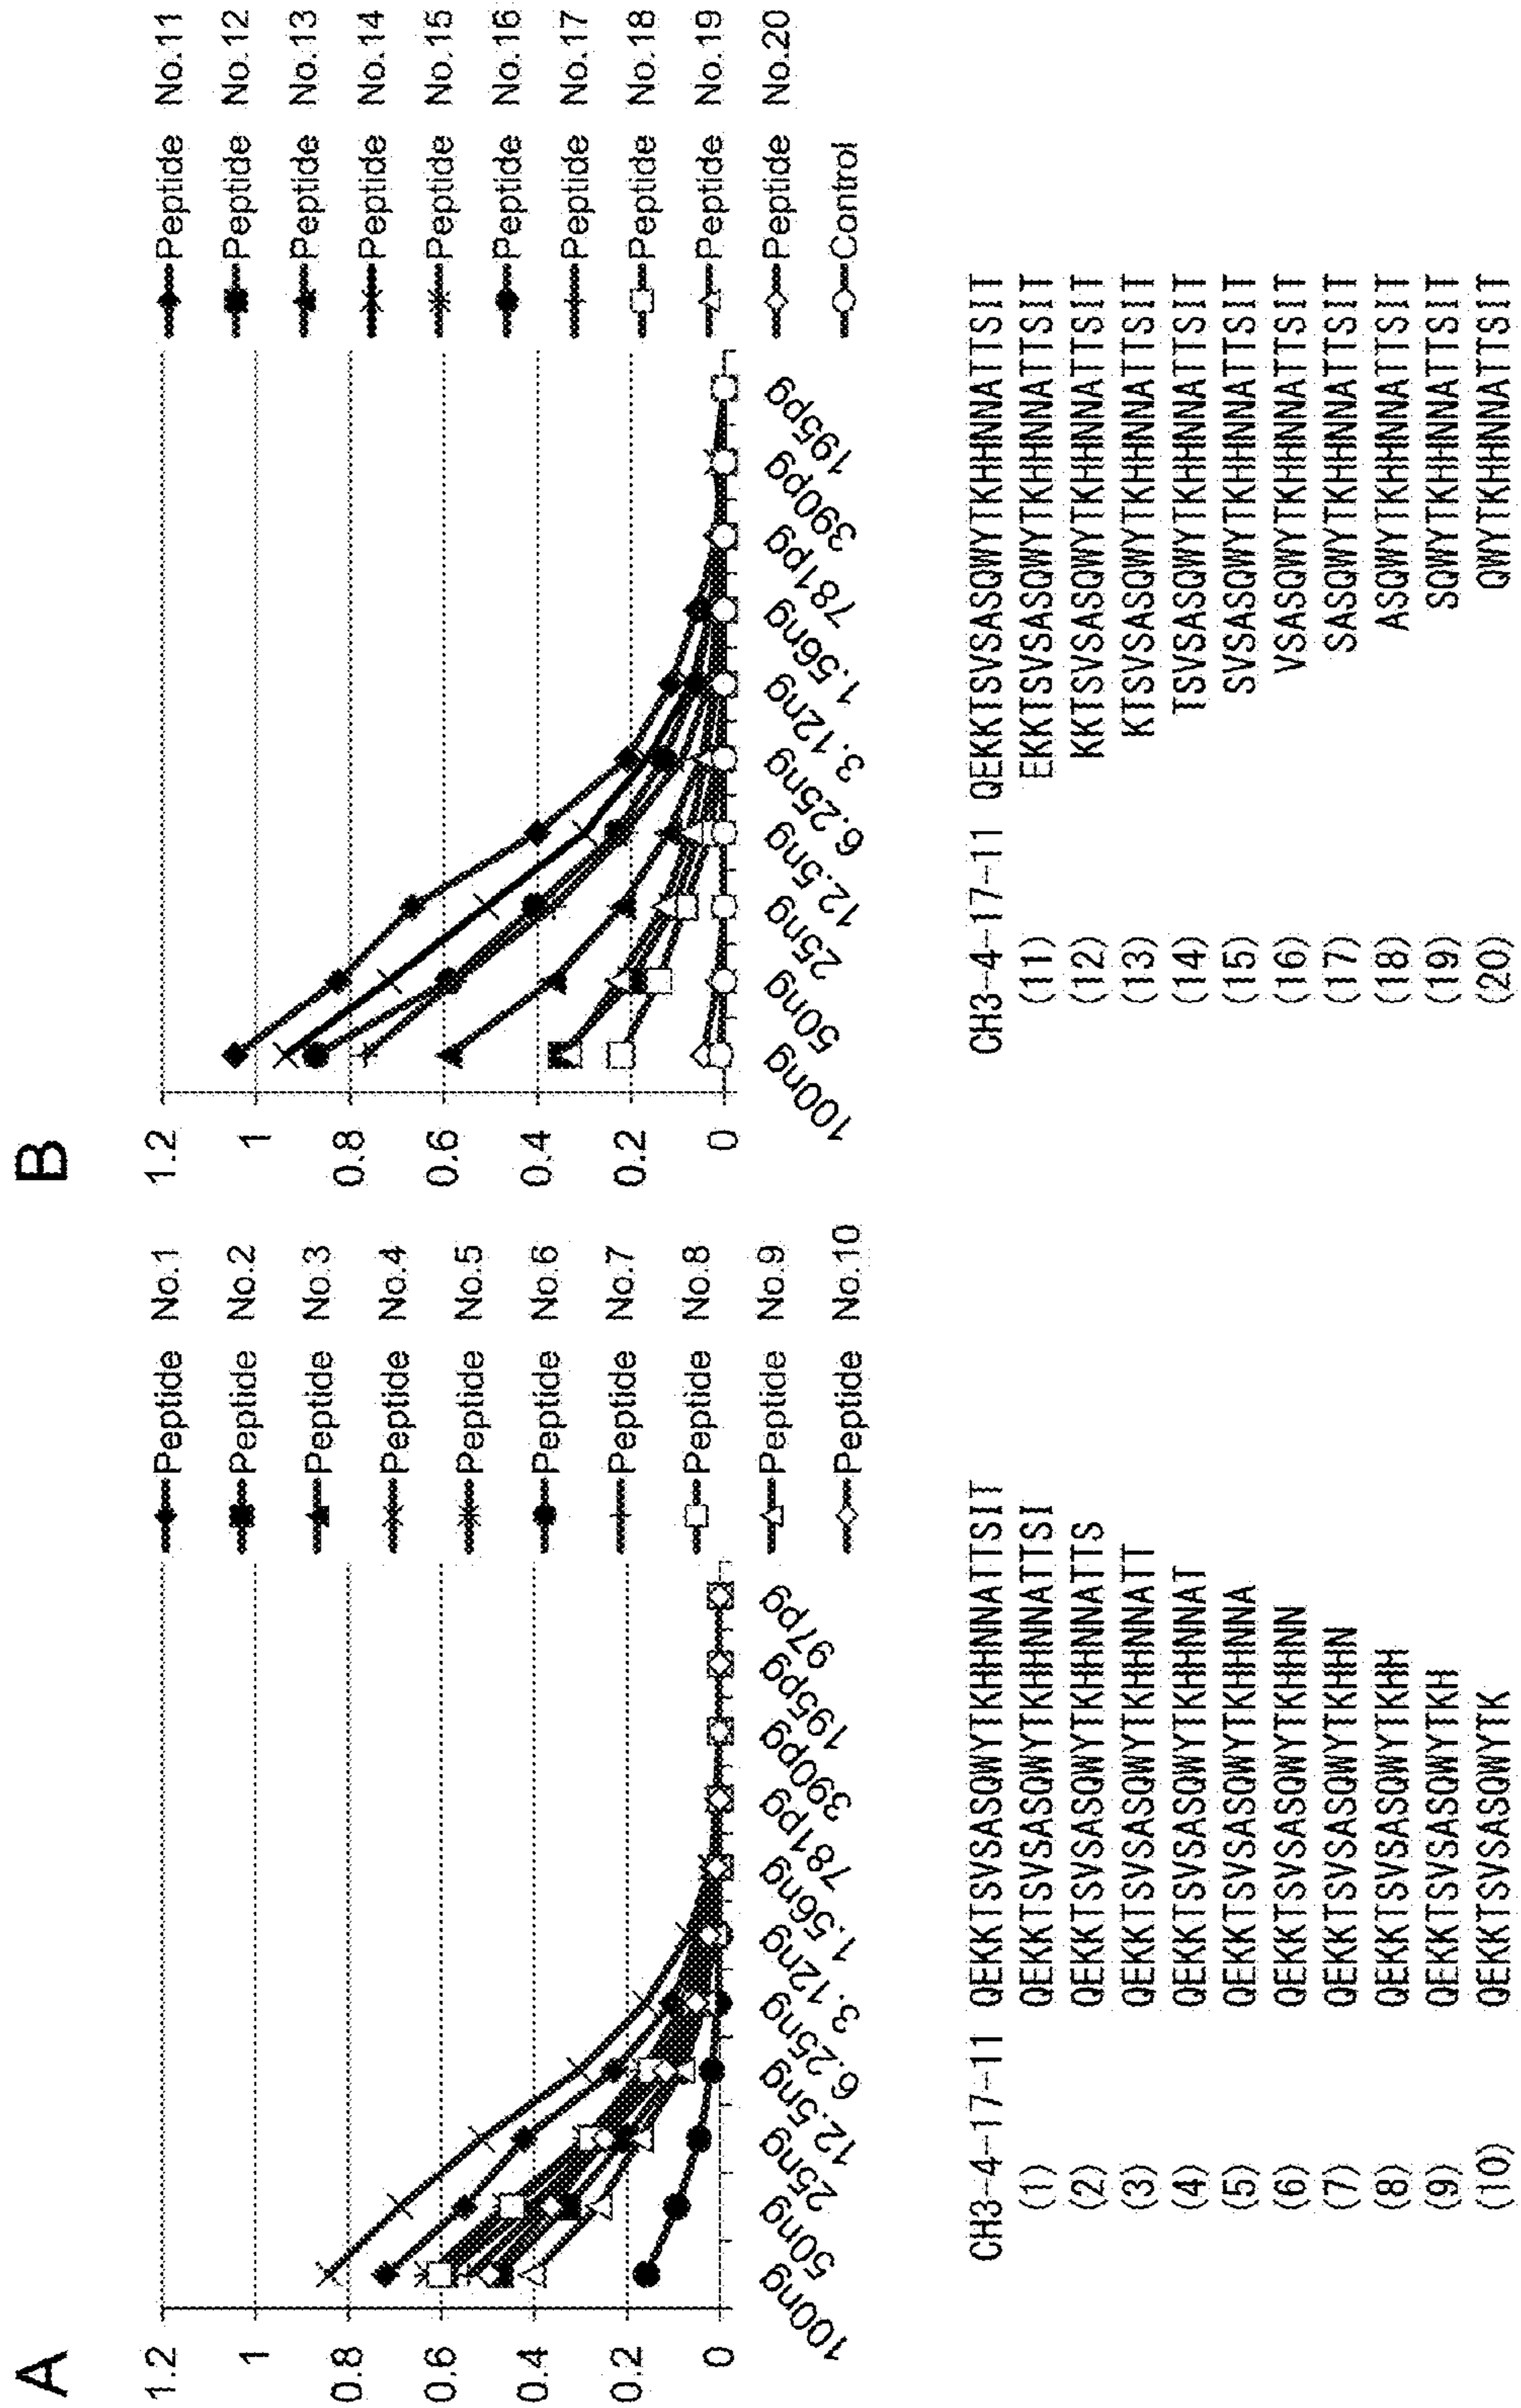 A
1.2
1
0.8
0.6
0.4
0.2
0
100ng
50ng
25ng
12.5ng
6.25ng
3.12ng
1.56ng
781pg
390pg
195pg
97pg
Peptide No.1
Peptide No.2
Peptide No.3
Peptide No.4
Peptide No.5
Peptide No.6
Peptide No.7
Peptide No.8
Peptide No.9
Peptide No.10
CH3-4-17-11 QEKKTSVSASQWYTKHHNNATTSIT
(1) QEKKTSVSASQWYTKHHNNATTSI
(2) QEKKTSVSASQWYTKHHNNATTS
(3) QEKKTSVSASQWYTKHHNNATT
(4) QEKKTSVSASQWYTKHHNNAT
(5) QEKKTSVSASQWYTKHHNNA
(6) QEKKTSVSASQWYTKHHNN
(7) QEKKTSVSASQWYTKHHN
(8) QEKKTSVSASQWYTKHH
(9) QEKKTSVSASQWYTKH
(10) QEKKTSVSASQWYTK
B
1.2
1
0.8
0.6
0.4
0.2
0
100ng
50ng
25ng
12.5ng
6.25ng
3.12ng
1.56ng
781pg
390pg
195pg
Peptide No.11
Peptide No.12
Peptide No.13
Peptide No.14
Peptide No.15
Peptide No.16
Peptide No.17
Peptide No.18
Peptide No.19
Peptide No.20
Control
CH3-4-17-11 QEKKTSVSASQWYTKHHNNATTSIT
(11) EKKTSVSASQWYTKHHNNATTSIT
(12) KKTSVSASQWYTKHHNNATTSIT
(13) KTSVSASQWYTKHHNNATTSIT
(14) TSVSASQWYTKHHNNATTSIT
(15) SVSASQWYTKHHNNATTSIT
(16) VSASQWYTKHHNNATTSIT
(17) SASQWYTKHHNNATTSIT
(18) ASQWYTKHHNNATTSIT
(19) SQWYTKHHNNATTSIT
(20) QWYTKHHNNATTSIT